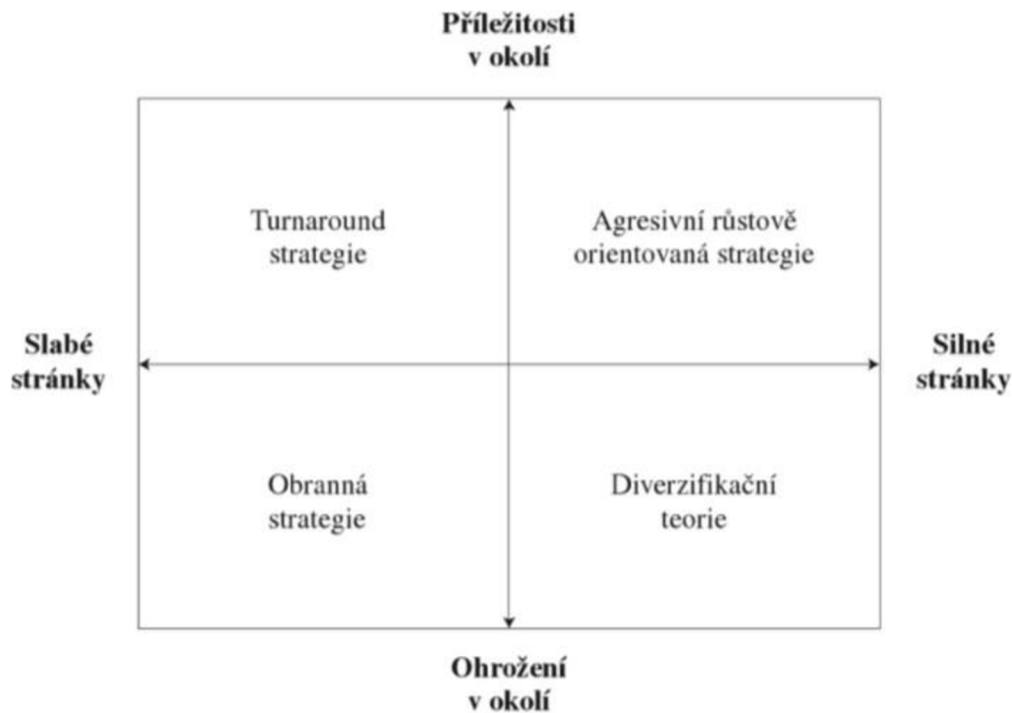 Příležitosti
v okolí
Turnaround
strategie
Agresivní růstově
orientovaná strategie
Slabé
stránky
Silné
stránky
Obranná
strategie
Diverzifikační
teorie
Ohrožení
v okolí